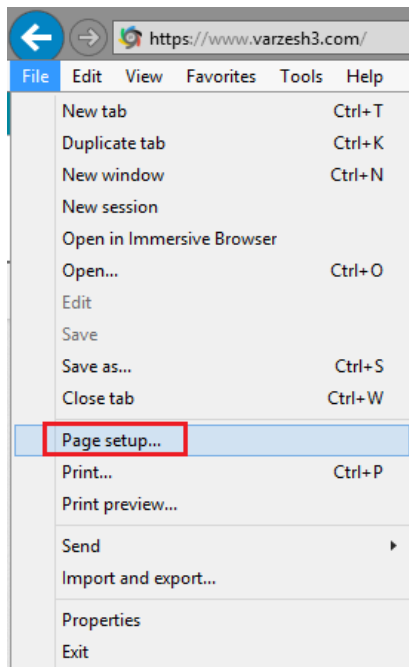 https://www.varzesh3.com/
File Edit View Favorites Tools Help
New tab Ctrl+T
Duplicate tab Ctrl+K
New window Ctrl+N
New session
Open in Immersive Browser
Open... Ctrl+O
Edit
Save
Save as... Ctrl+S
Close tab Ctrl+W
Page setup...
Print... Ctrl+P
Print preview...
Send
Import and export...
Properties
Exit